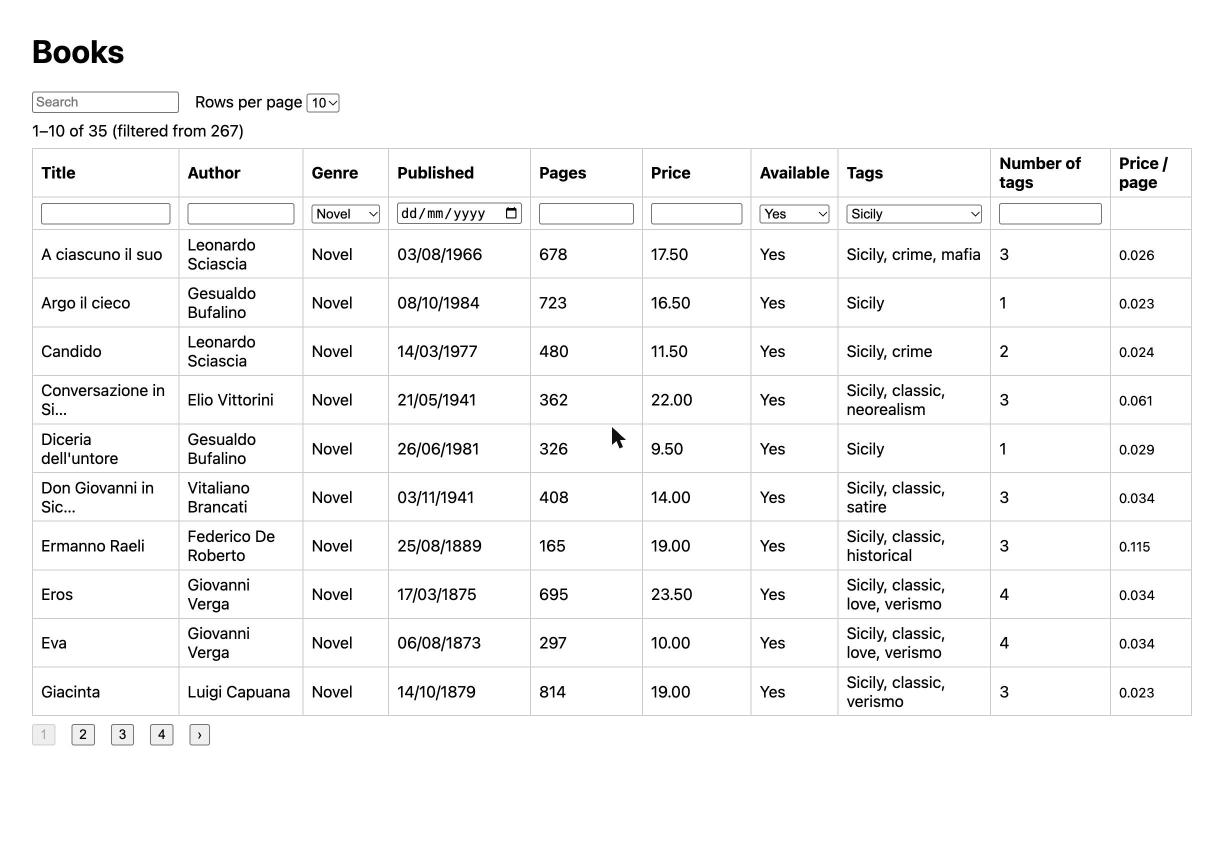 Books
Search Rows per page 10
1–10 of 35 (filtered from 267)
Title Author Genre Published Pages Price Available Tags Number of tags Price / page
Novel dd/mm/yyyy Yes Sicily
A ciascuno il suo Leonardo Sciascia Novel 03/08/1966 678 17.50 Yes Sicily, crime, mafia 3 0.026
Argo il cieco Gesualdo Bufalino Novel 08/10/1984 723 16.50 Yes Sicily 1 0.023
Candido Leonardo Sciascia Novel 14/03/1977 480 11.50 Yes Sicily, crime 2 0.024
Conversazione in Si... Elio Vittorini Novel 21/05/1941 362 22.00 Yes Sicily, classic, neorealism 3 0.061
Diceria dell'untore Gesualdo Bufalino Novel 26/06/1981 326 9.50 Yes Sicily 1 0.029
Don Giovanni in Sic... Vitaliano Brancati Novel 03/11/1941 408 14.00 Yes Sicily, classic, satire 3 0.034
Ermanno Raeli Federico De Roberto Novel 25/08/1889 165 19.00 Yes Sicily, classic, historical 3 0.115
Eros Giovanni Verga Novel 17/03/1875 695 23.50 Yes Sicily, classic, love, verismo 4 0.034
Eva Giovanni Verga Novel 06/08/1873 297 10.00 Yes Sicily, classic, love, verismo 4 0.034
Giacinta Luigi Capuana Novel 14/10/1879 814 19.00 Yes Sicily, classic, verismo 3 0.023
1 2 3 4 ›